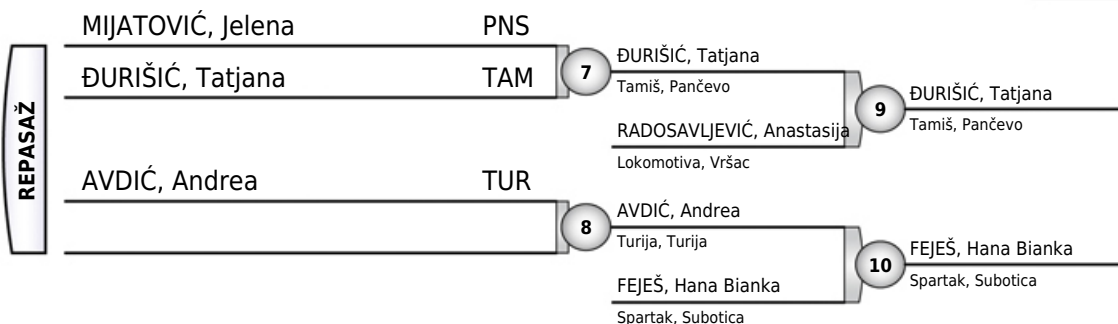 REPASAŽ
MIJATOVIĆ, Jelena PNS
ĐURIŠIĆ, Tatjana TAM
7
ĐURIŠIĆ, Tatjana
Tamiš, Pančevo
RADOSAVLJEVIĆ, Anastasija
Lokomotiva, Vršac
9
ĐURIŠIĆ, Tatjana
Tamiš, Pančevo
AVDIĆ, Andrea TUR
8
AVDIĆ, Andrea
Turija, Turija
FEJEŠ, Hana Bianka
Spartak, Subotica
10
FEJEŠ, Hana Bianka
Spartak, Subotica